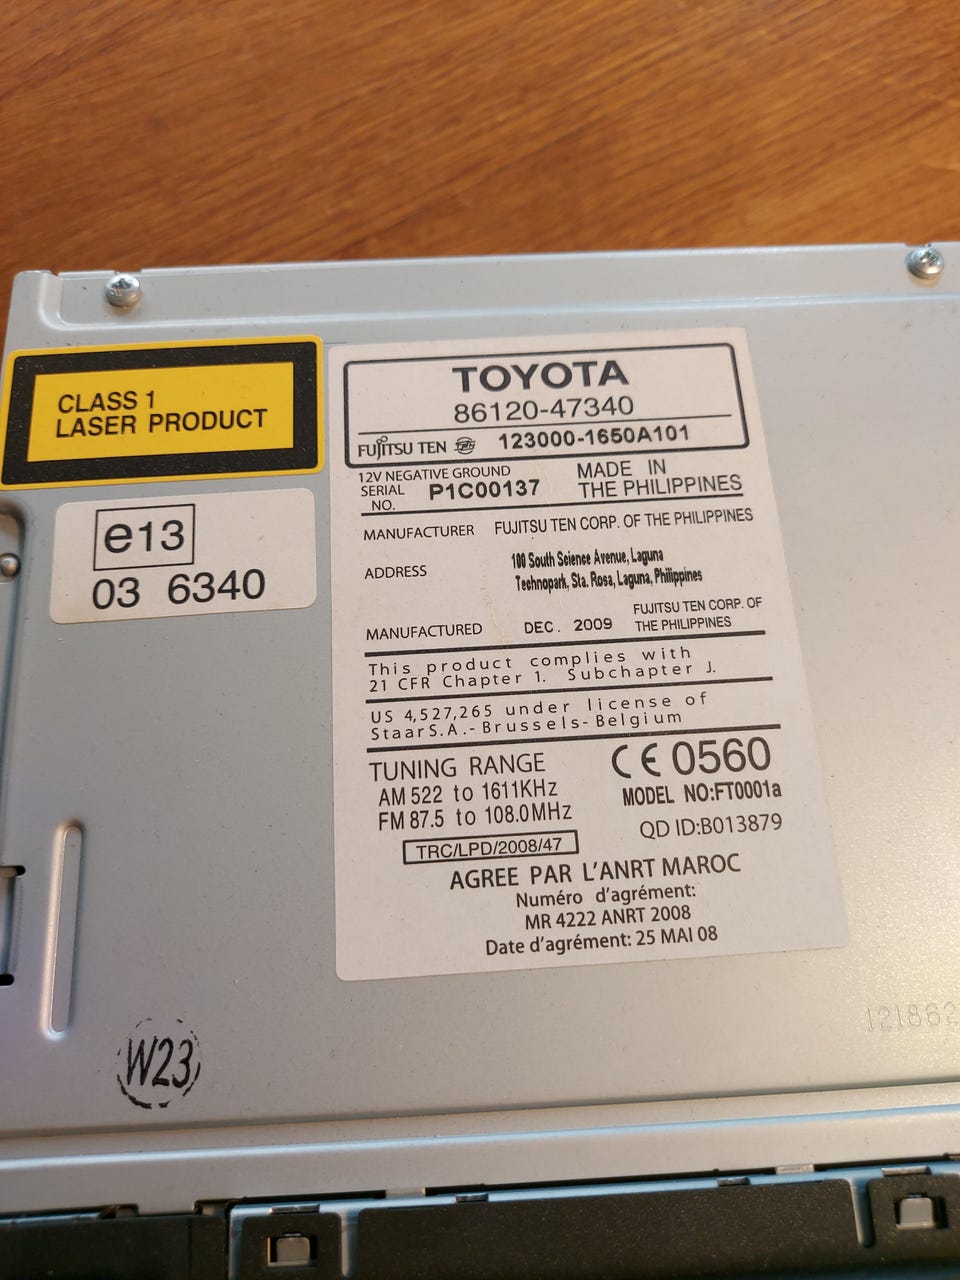 CLASS 1
LASER PRODUCT
e13
03 6340
TOYOTA
86120-47340
FUJITSU TEN TEN 123000-1650A101
12V NEGATIVE GROUND
SERIAL NO. P1C00137
MADE IN
THE PHILIPPINES
MANUFACTURER FUJITSU TEN CORP. OF THE PHILIPPINES
ADDRESS 100 South Science Avenue, Laguna
Technopark, Sta. Rosa, Laguna, Philippines
MANUFACTURED DEC. 2009 FUJITSU TEN CORP. OF
THE PHILIPPINES
This product complies with
21 CFR Chapter 1. Subchapter J.
US 4,527,265 under license of
Staar S.A.-Brussels-Belgium
TUNING RANGE
AM 522 to 1611KHz
FM 87.5 to 108.0MHz
CE 0560
MODEL NO:FT0001a
QD ID:B013879
TRC/LPD/2008/47
AGREE PAR L'ANRT MAROC
Numéro d'agrément:
MR 4222 ANRT 2008
Date d'agrément: 25 MAI 08
W23